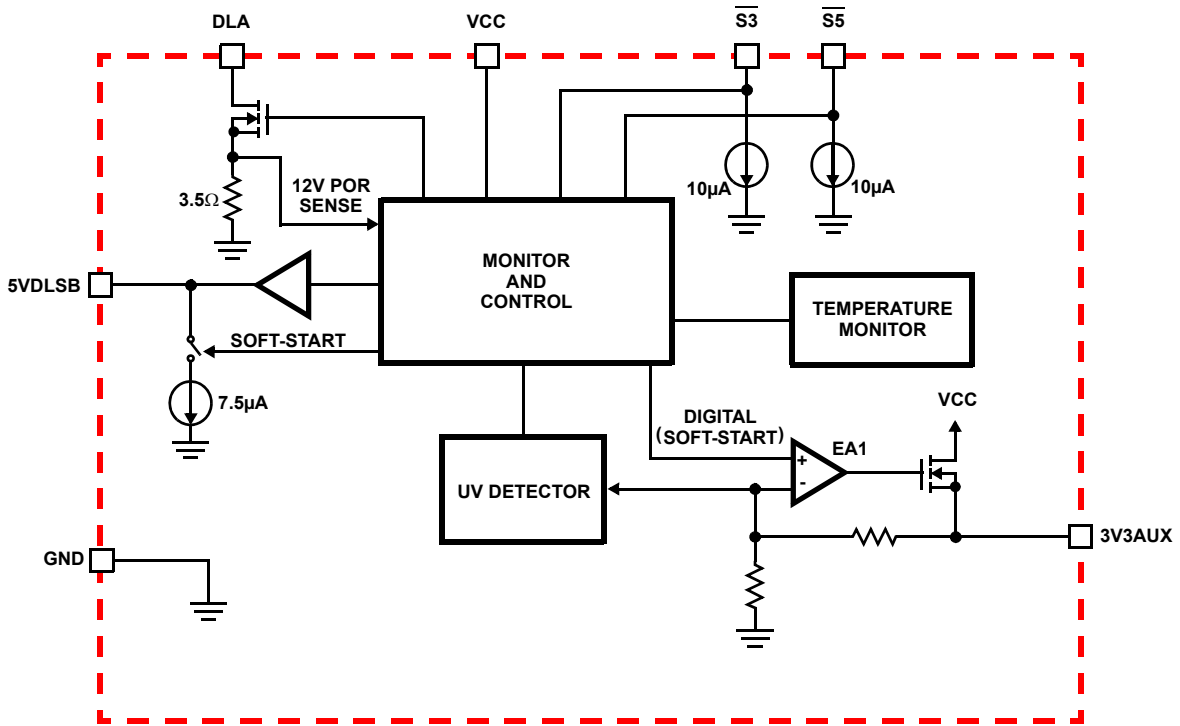 DLA
VCC
S3
S5
3.5Ω
12V POR
SENSE
10µA
10µA
5VDLSB
MONITOR
AND
CONTROL
TEMPERATURE
MONITOR
SOFT-START
7.5µA
VCC
DIGITAL
(SOFT-START)
EA1
+
-
UV DETECTOR
3V3AUX
GND